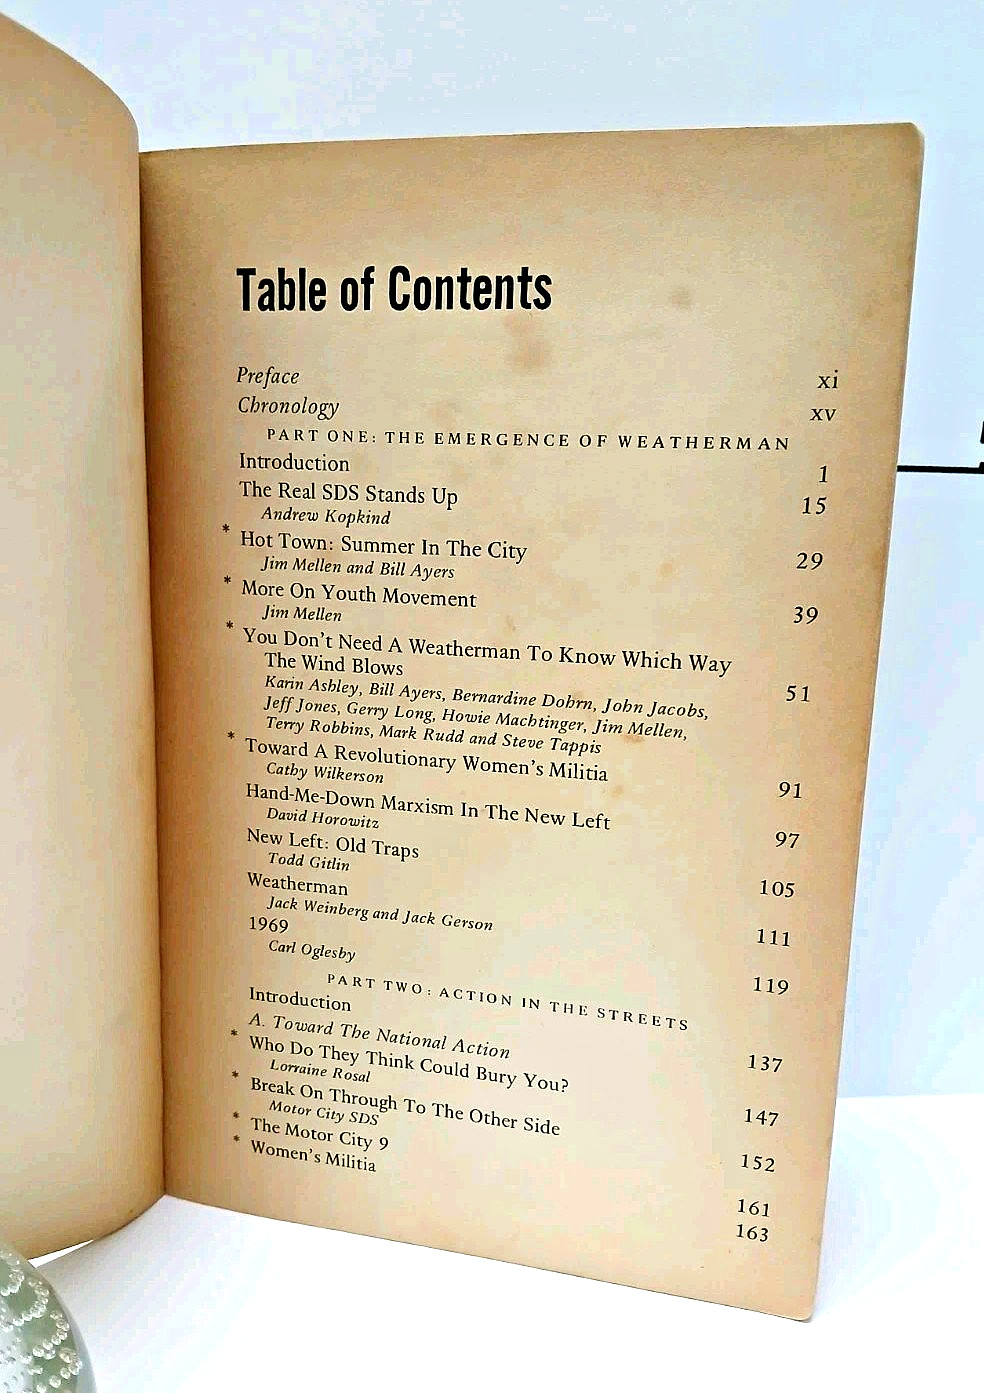 Table of Contents
Preface xi
Chronology xv
PART ONE: THE EMERGENCE OF WEATHERMAN
Introduction 1
The Real SDS Stands Up 15
Andrew Kopkind
* Hot Town: Summer In The City 29
Jim Mellen and Bill Ayers
* More On Youth Movement 39
Jim Mellen
* You Don't Need A Weatherman To Know Which Way
The Wind Blows 51
Karin Ashley, Bill Ayers, Bernardine Dohrn, John Jacobs,
Jeff Jones, Gerry Long, Howie Machtinger, Jim Mellen,
Terry Robbins, Mark Rudd and Steve Tappis
* Toward A Revolutionary Women's Militia 91
Cathy Wilkerson
Hand-Me-Down Marxism In The New Left 97
David Horowitz
New Left: Old Traps 105
Todd Gitlin
Weatherman 111
Jack Weinberg and Jack Gerson
1969 119
Carl Oglesby
PART TWO: ACTION IN THE STREETS
Introduction 137
A. Toward The National Action
* Who Do They Think Could Bury You? 147
Lorraine Rosal
* Break On Through To The Other Side 152
Motor City SDS
* The Motor City 9 161
* Women's Militia 163